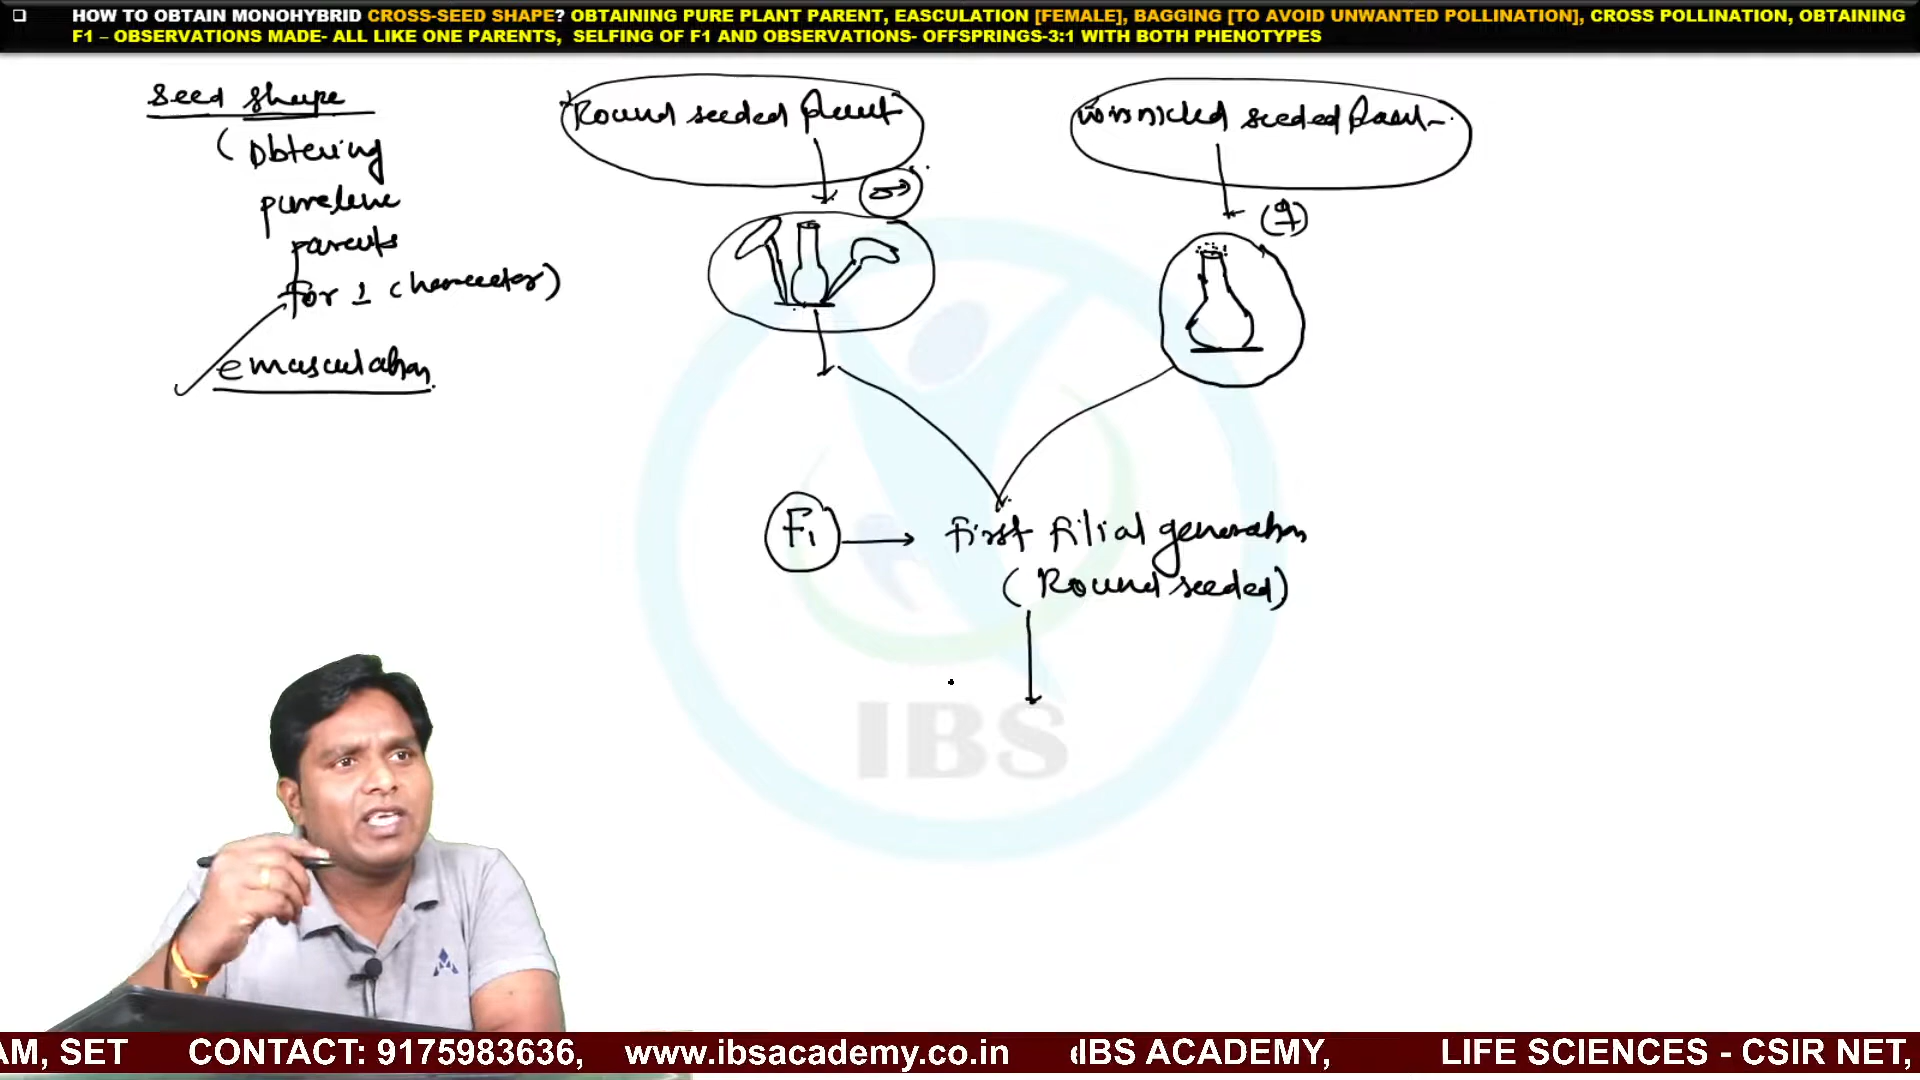 ❑ HOW TO OBTAIN MONOHYBRID CROSS-SEED SHAPE? OBTAINING PURE PLANT PARENT, EASCULATION [FEMALE], BAGGING [TO AVOID UNWANTED POLLINATION], CROSS POLLINATION, OBTAINING
F1 – OBSERVATIONS MADE- ALL LIKE ONE PARENTS, SELFING OF F1 AND OBSERVATIONS- OFFSPRINGS-3:1 WITH BOTH PHENOTYPES
seed shape
(Obtering
pureline
parents
for 1 Character)
emasculation
Round seeded plant
♂
seeded
(♀)
F1 → First filial generation
(Round seeded)
IBS
AM, SET CONTACT: 9175983636, www.ibsacademy.co.in IBS ACADEMY, LIFE SCIENCES - CSIR NET,